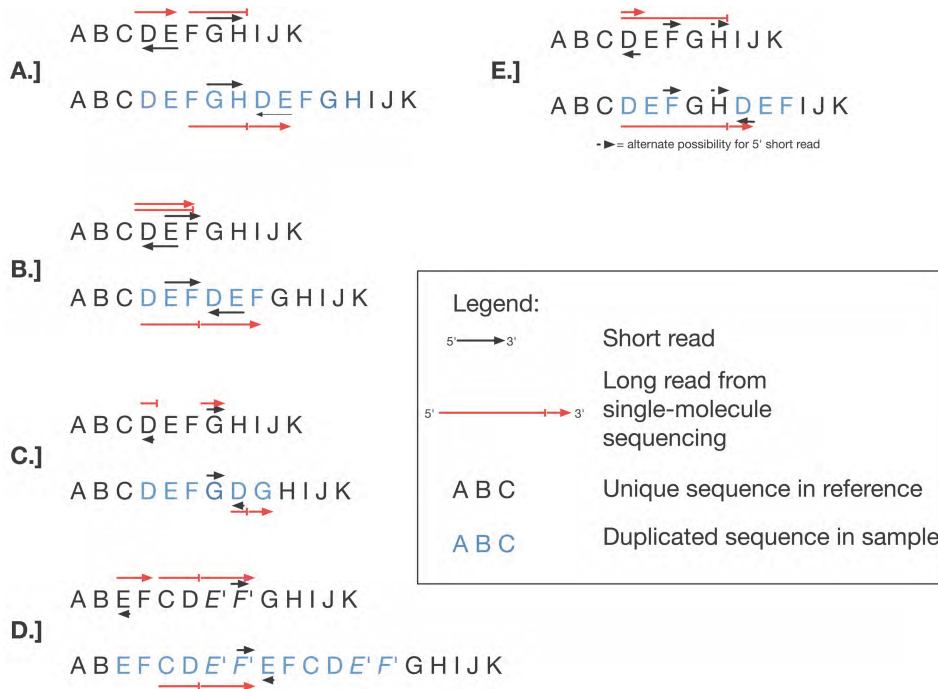 A B C D E F G H I J K
A.]
A B C D E F G H D E F G H I J K
A B C D E F G H I J K
E.]
A B C D E F G H D E F I J K
= alternate possibility for 5' short read
A B C D E F G H I J K
B.]
A B C D E F D E F G H I J K
Legend:
5' 3' Short read
5' 3' Long read from
single-molecule
sequencing
A B C Unique sequence in reference
A B C Duplicated sequence in sample
A B C D E F G H I J K
C.]
A B C D E F G D G H I J K
A B E F C D E' F' G H I J K
D.]
A B E F C D E' F' E F C D E' F' G H I J K